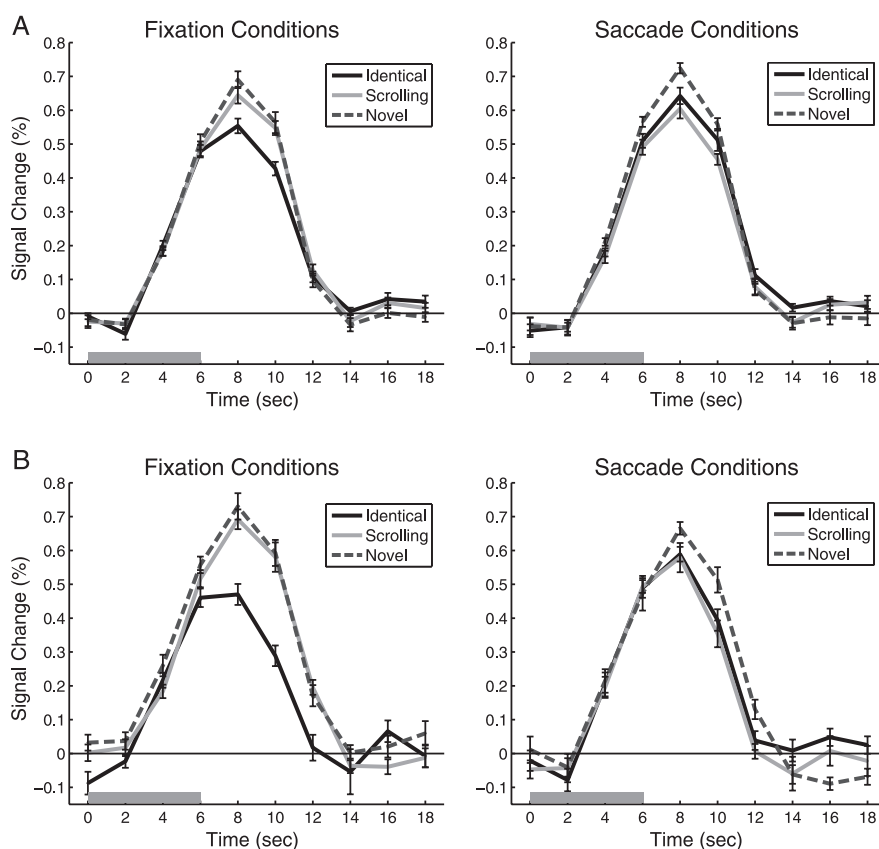 A
Fixation Conditions
Saccade Conditions
0.8
0.7
0.6
0.5
0.4
0.3
0.2
0.1
0
−0.1
Signal Change (%)
Identical
Scrolling
Novel
0 2 4 6 8 10 12 14 16 18
Time (sec)
0.8
0.7
0.6
0.5
0.4
0.3
0.2
0.1
0
−0.1
Identical
Scrolling
Novel
0 2 4 6 8 10 12 14 16 18
Time (sec)
B
Fixation Conditions
Saccade Conditions
0.8
0.7
0.6
0.5
0.4
0.3
0.2
0.1
0
−0.1
Signal Change (%)
Identical
Scrolling
Novel
0 2 4 6 8 10 12 14 16 18
Time (sec)
0.8
0.7
0.6
0.5
0.4
0.3
0.2
0.1
0
−0.1
Identical
Scrolling
Novel
0 2 4 6 8 10 12 14 16 18
Time (sec)